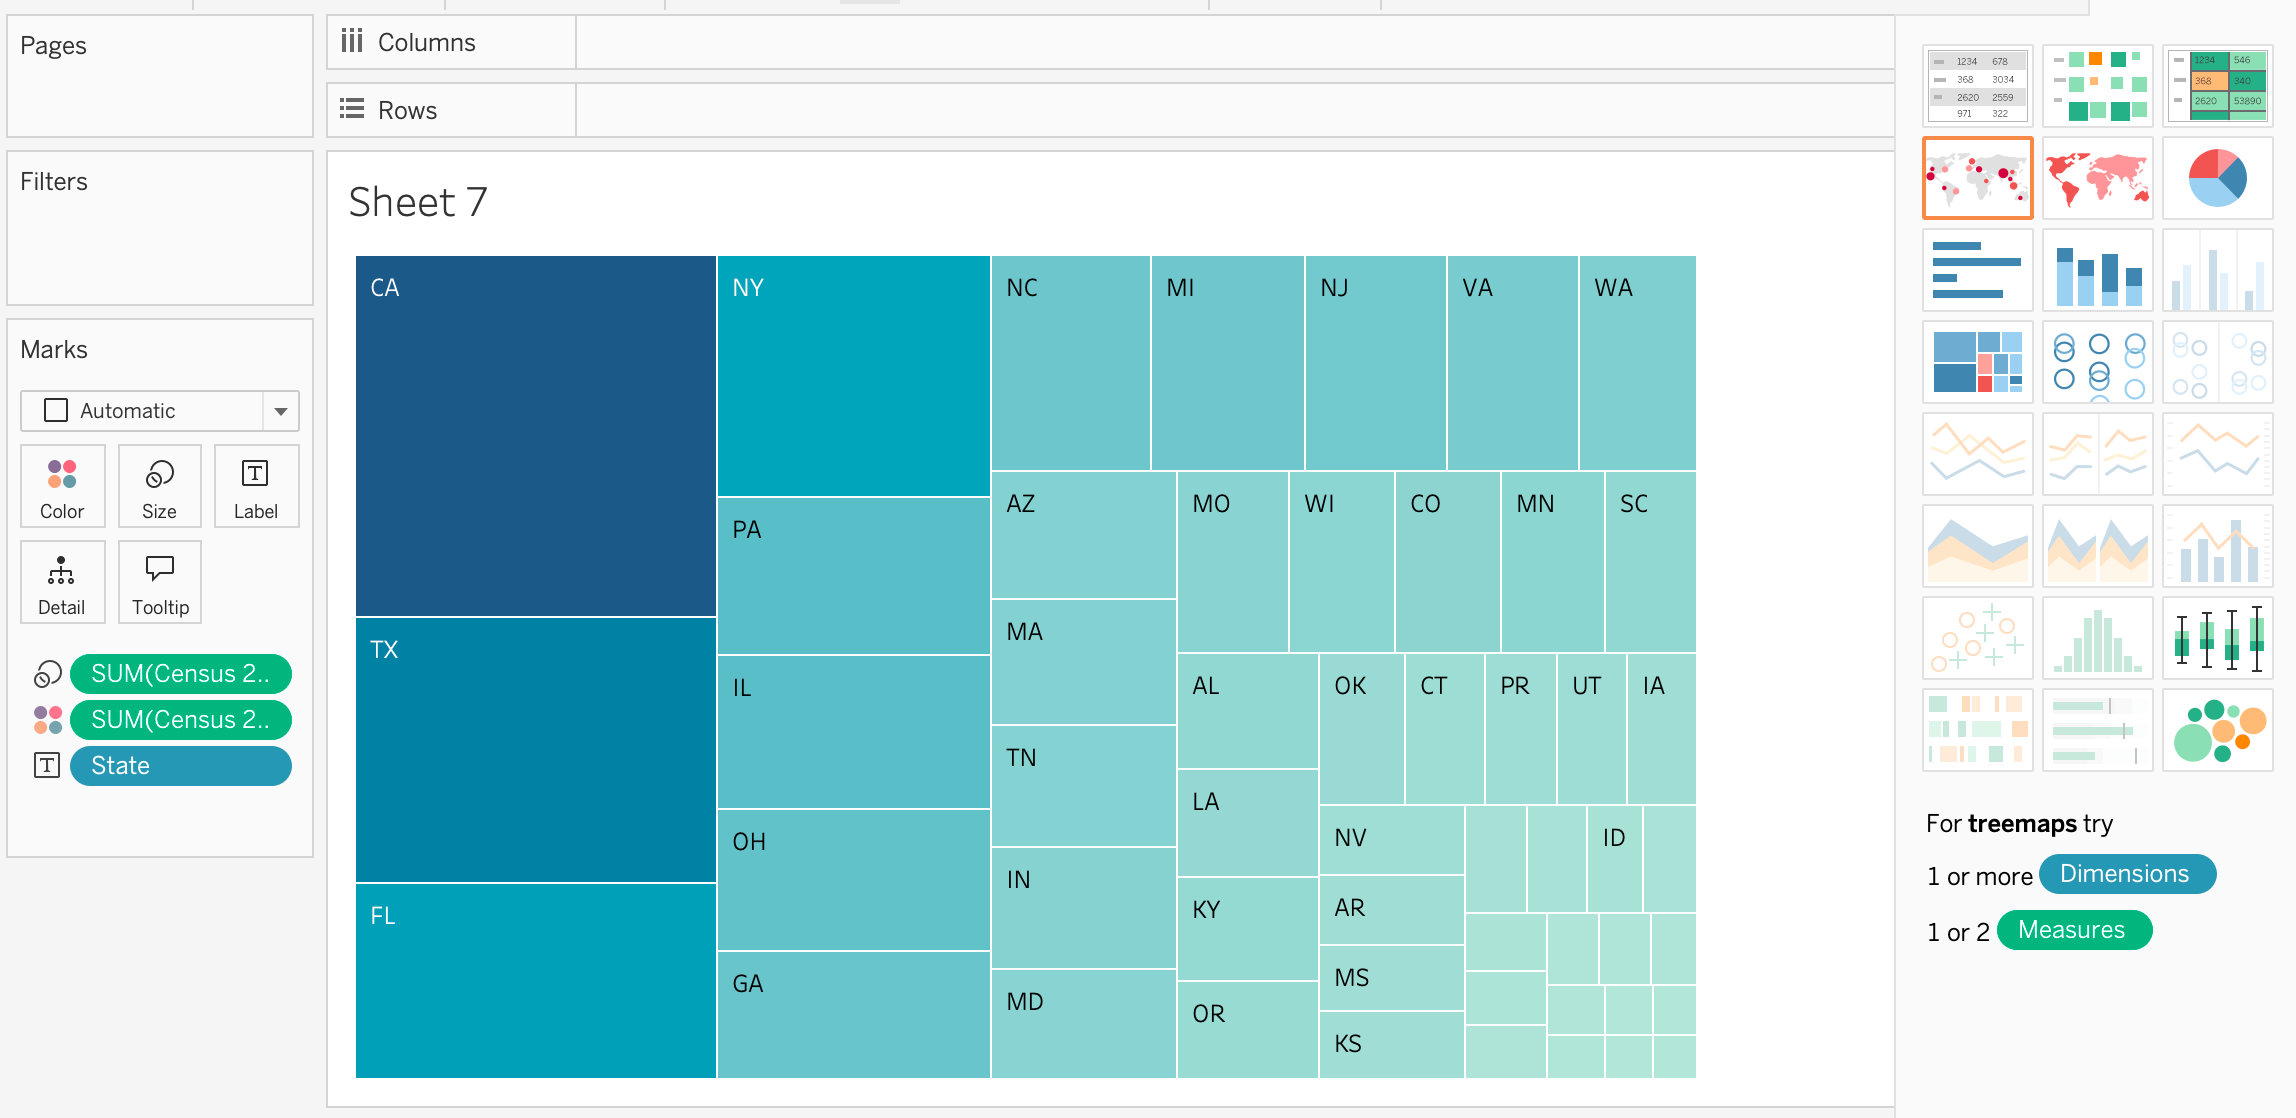 Pages
Columns
Rows
Filters
Marks
Automatic
Color
Size
Label
Detail
Tooltip
SUM(Census 2..
SUM(Census 2..
State
Sheet 7
CA
NY
NC
MI
NJ
VA
WA
AZ
MO
WI
CO
MN
SC
PA
MA
TX
IL
AL
OK
CT
PR
UT
IA
TN
LA
OH
NV
ID
IN
FL
KY
AR
GA
MS
MD
OR
KS
1234 678
368 3034
2620 2559
971 322
1234 546
368 340
2620 53890
For treemaps try
1 or more Dimensions
1 or 2 Measures